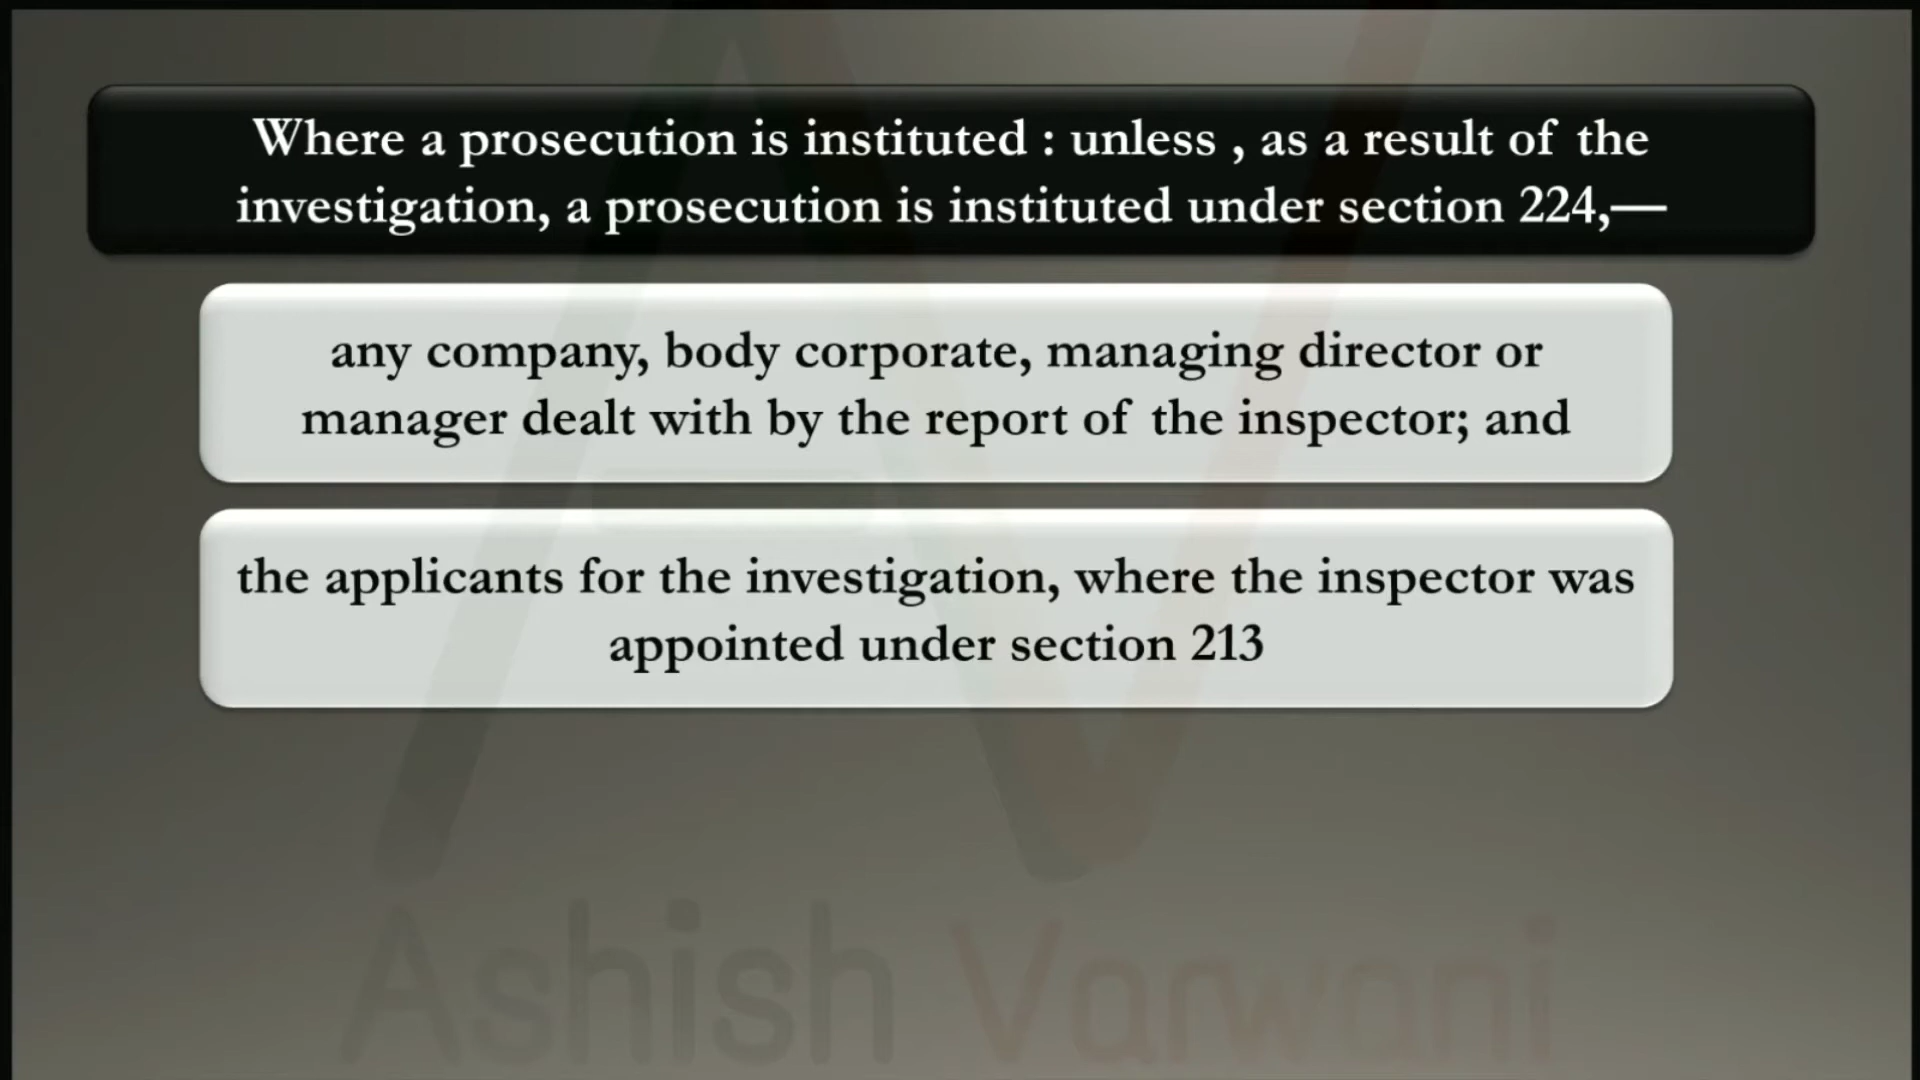 Where a prosecution is instituted : unless , as a result of the
investigation, a prosecution is instituted under section 224,—
any company, body corporate, managing director or
manager dealt with by the report of the inspector; and
the applicants for the investigation, where the inspector was
appointed under section 213
Ashish Varwani